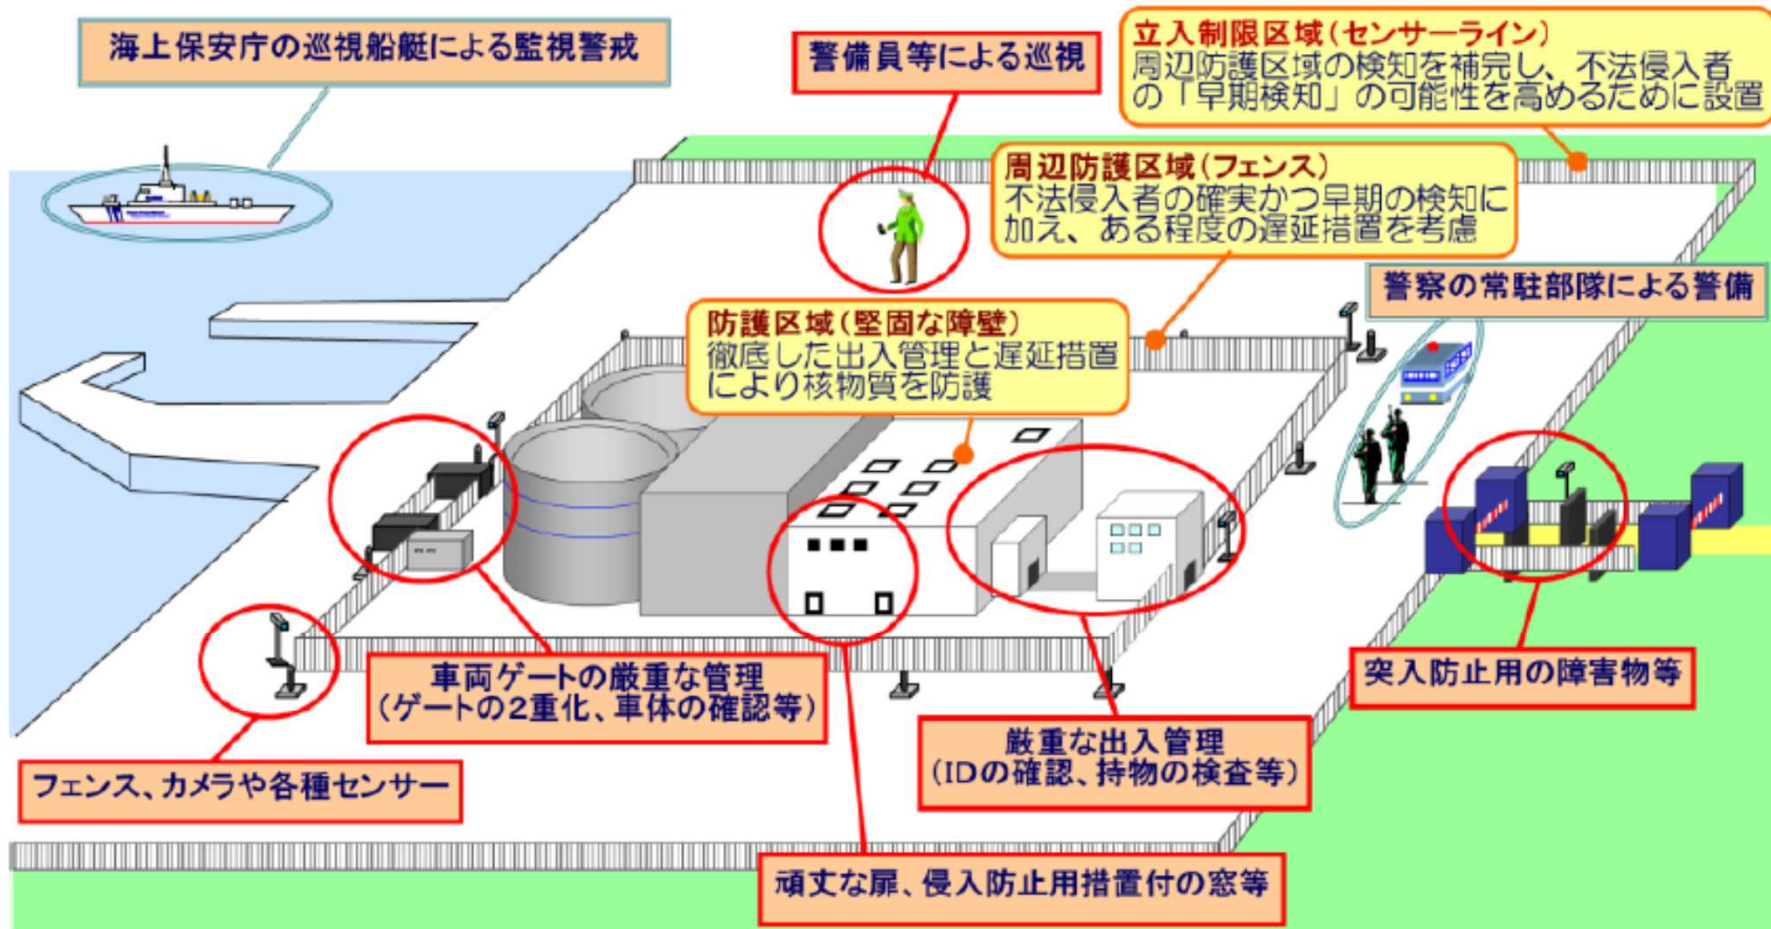 海上保安庁の巡視船艇による監視警戒
警備員等による巡視
立入制限区域(センサーライン)
周辺防護区域の検知を補完し、不法侵入者
の「早期検知」の可能性を高めるために設置
周辺防護区域(フェンス)
不法侵入者の確実かつ早期の検知に
加え、ある程度の遅延措置を考慮
警察の常駐部隊による警備
防護区域(堅固な障壁)
徹底した出入管理と遅延措置
により核物質を防護
車両ゲートの厳重な管理
(ゲートの2重化、車体の確認等)
突入防止用の障害物等
厳重な出入管理
(IDの確認、持物の検査等)
フェンス、カメラや各種センサー
頑丈な扉、侵入防止用措置付の窓等